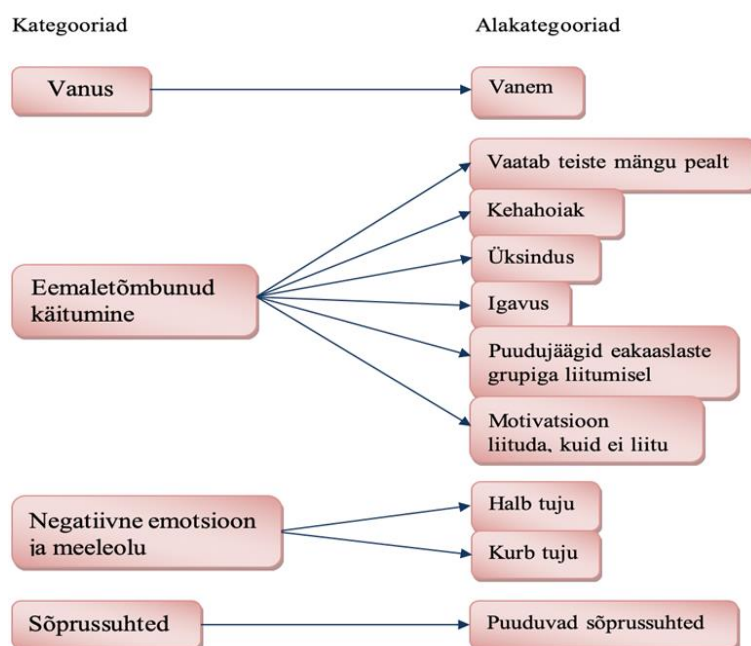 Kategooriad
Alakategooriad
Vanus
Vanem
Eemaletõmbunud
käitumine
Vaatab teiste mängu pealt
Kehahoiak
Üksindus
Igavus
Puudujäägid eakaaslaste
grupiga liitumisel
Motivatsioon
liituda, kuid ei liitu
Negatiivne emotsioon
ja meeleolu
Halb tuju
Kurb tuju
Sõprussuhted
Puuduvad sõprussuhted